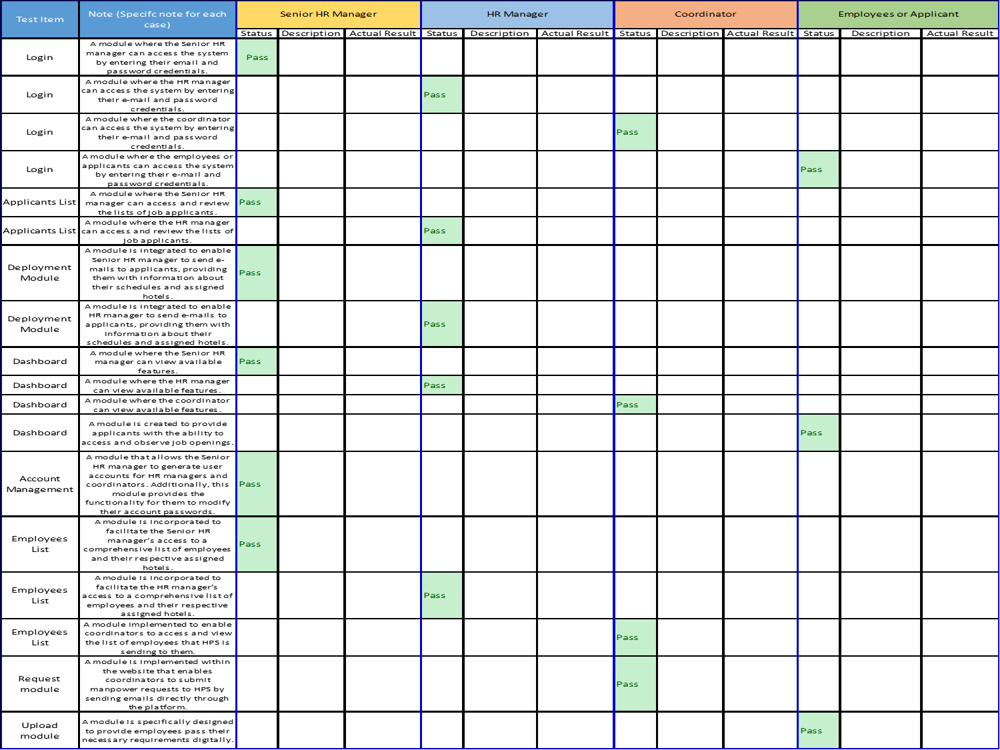 Test Item
Note (Specifc note for each
case)
Senior HR Manager
HR Manager
Coordinator
Employees or Applicant
Status Description Actual Result Status Description Actual Result Status Description Actual Result Status Description Actual Result
Login
A module where the Senior HR
manager can access the system
by entering their email and
password credentials.
Pass
Login
A module where the HR manager
can access the system by entering
their e-mail and password
credentials.
Pass
Login
A module where the coordinator
can access the system by entering
their e-mail and password
credentials.
Pass
Login
A module where the employees or
applicants can access the system
by entering their e-mail and
password credentials.
Pass
Applicants List
A module where the Senior HR
manager can access and review
the lists of job applicants.
Pass
Applicants List
A module where the HR manager
can access and review the lists of
job applicants.
Pass
Deployment
Module
A module is integrated to enable
Senior HR manager to send e-
mails to applicants, providing
them with information about
their schedules and assigned
hotels.
Pass
Deployment
Module
A module is integrated to enable
HR manager to send e-mails to
applicants, providing them with
information about their
schedules and assigned hotels.
Pass
Dashboard
A module where the Senior HR
manager can view available
features.
Pass
Dashboard
A module where the HR manager
can view available features.
Pass
Dashboard
A module where the coordinator
can view available features.
Pass
Dashboard
A module is created to provide
applicants with the ability to
access and observe job openings.
Pass
Account
Management
A module that allows the Senior
HR manager to generate user
accounts for HR managers and
coordinators. Additionally, this
module provides the
functionality for them to modify
their account passwords.
Pass
Employees
List
A module is incorporated to
facilitate the Senior HR
manager’s access to a
comprehensive list of employees
and their respective assigned
hotels.
Pass
Employees
List
A module is incorporated to
facilitate the HR manager’s
access to a comprehensive list of
employees and their respective
assigned hotels.
Pass
Employees
List
A module implemented to enable
coordinators to access and view
the list of employees that HPS is
sending to them.
Pass
Request
module
A module is implemented within
the website that enables
coordinators to submit
manpower requests to HPS by
sending emails directly through
the platform.
Pass
Upload
module
A module is specifically designed
to provide employees pass their
necessary requirements digitally.
Pass